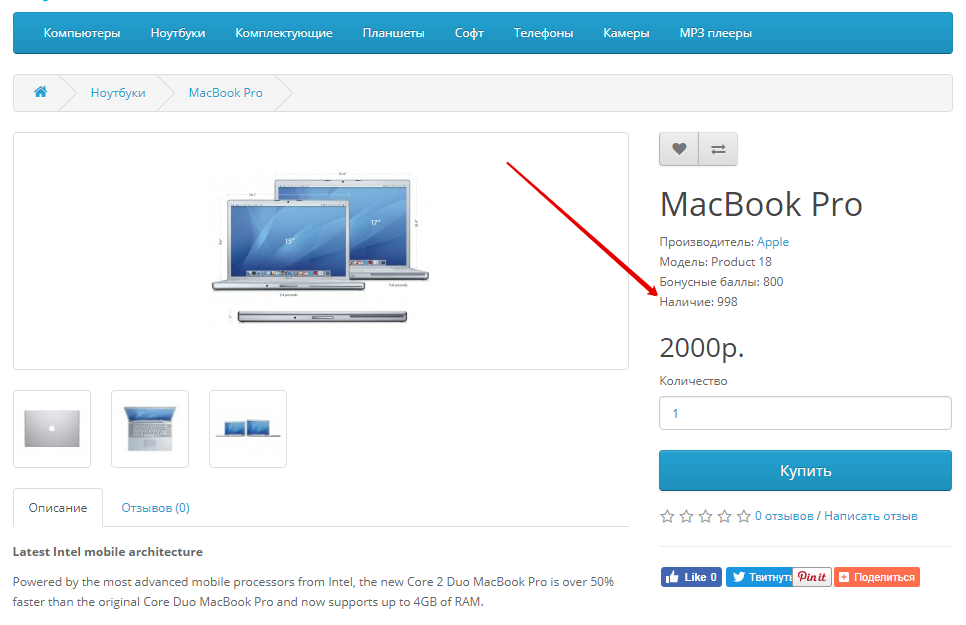 Компьютеры Ноутбуки Комплектующие Планшеты Софт Телефоны Камеры MP3 плееры
Ноутбуки MacBook Pro
15"
17"
MacBook Pro
Производитель: Apple
Модель: Product 18
Бонусные баллы: 800
Наличие: 998
2000р.
Количество
1
Купить
0 отзывов / Написать отзыв
Like 0 Твитнуть Pinit Поделиться
Описание Отзывов (0)
Latest Intel mobile architecture
Powered by the most advanced mobile processors from Intel, the new Core 2 Duo MacBook Pro is over 50%
faster than the original Core Duo MacBook Pro and now supports up to 4GB of RAM.